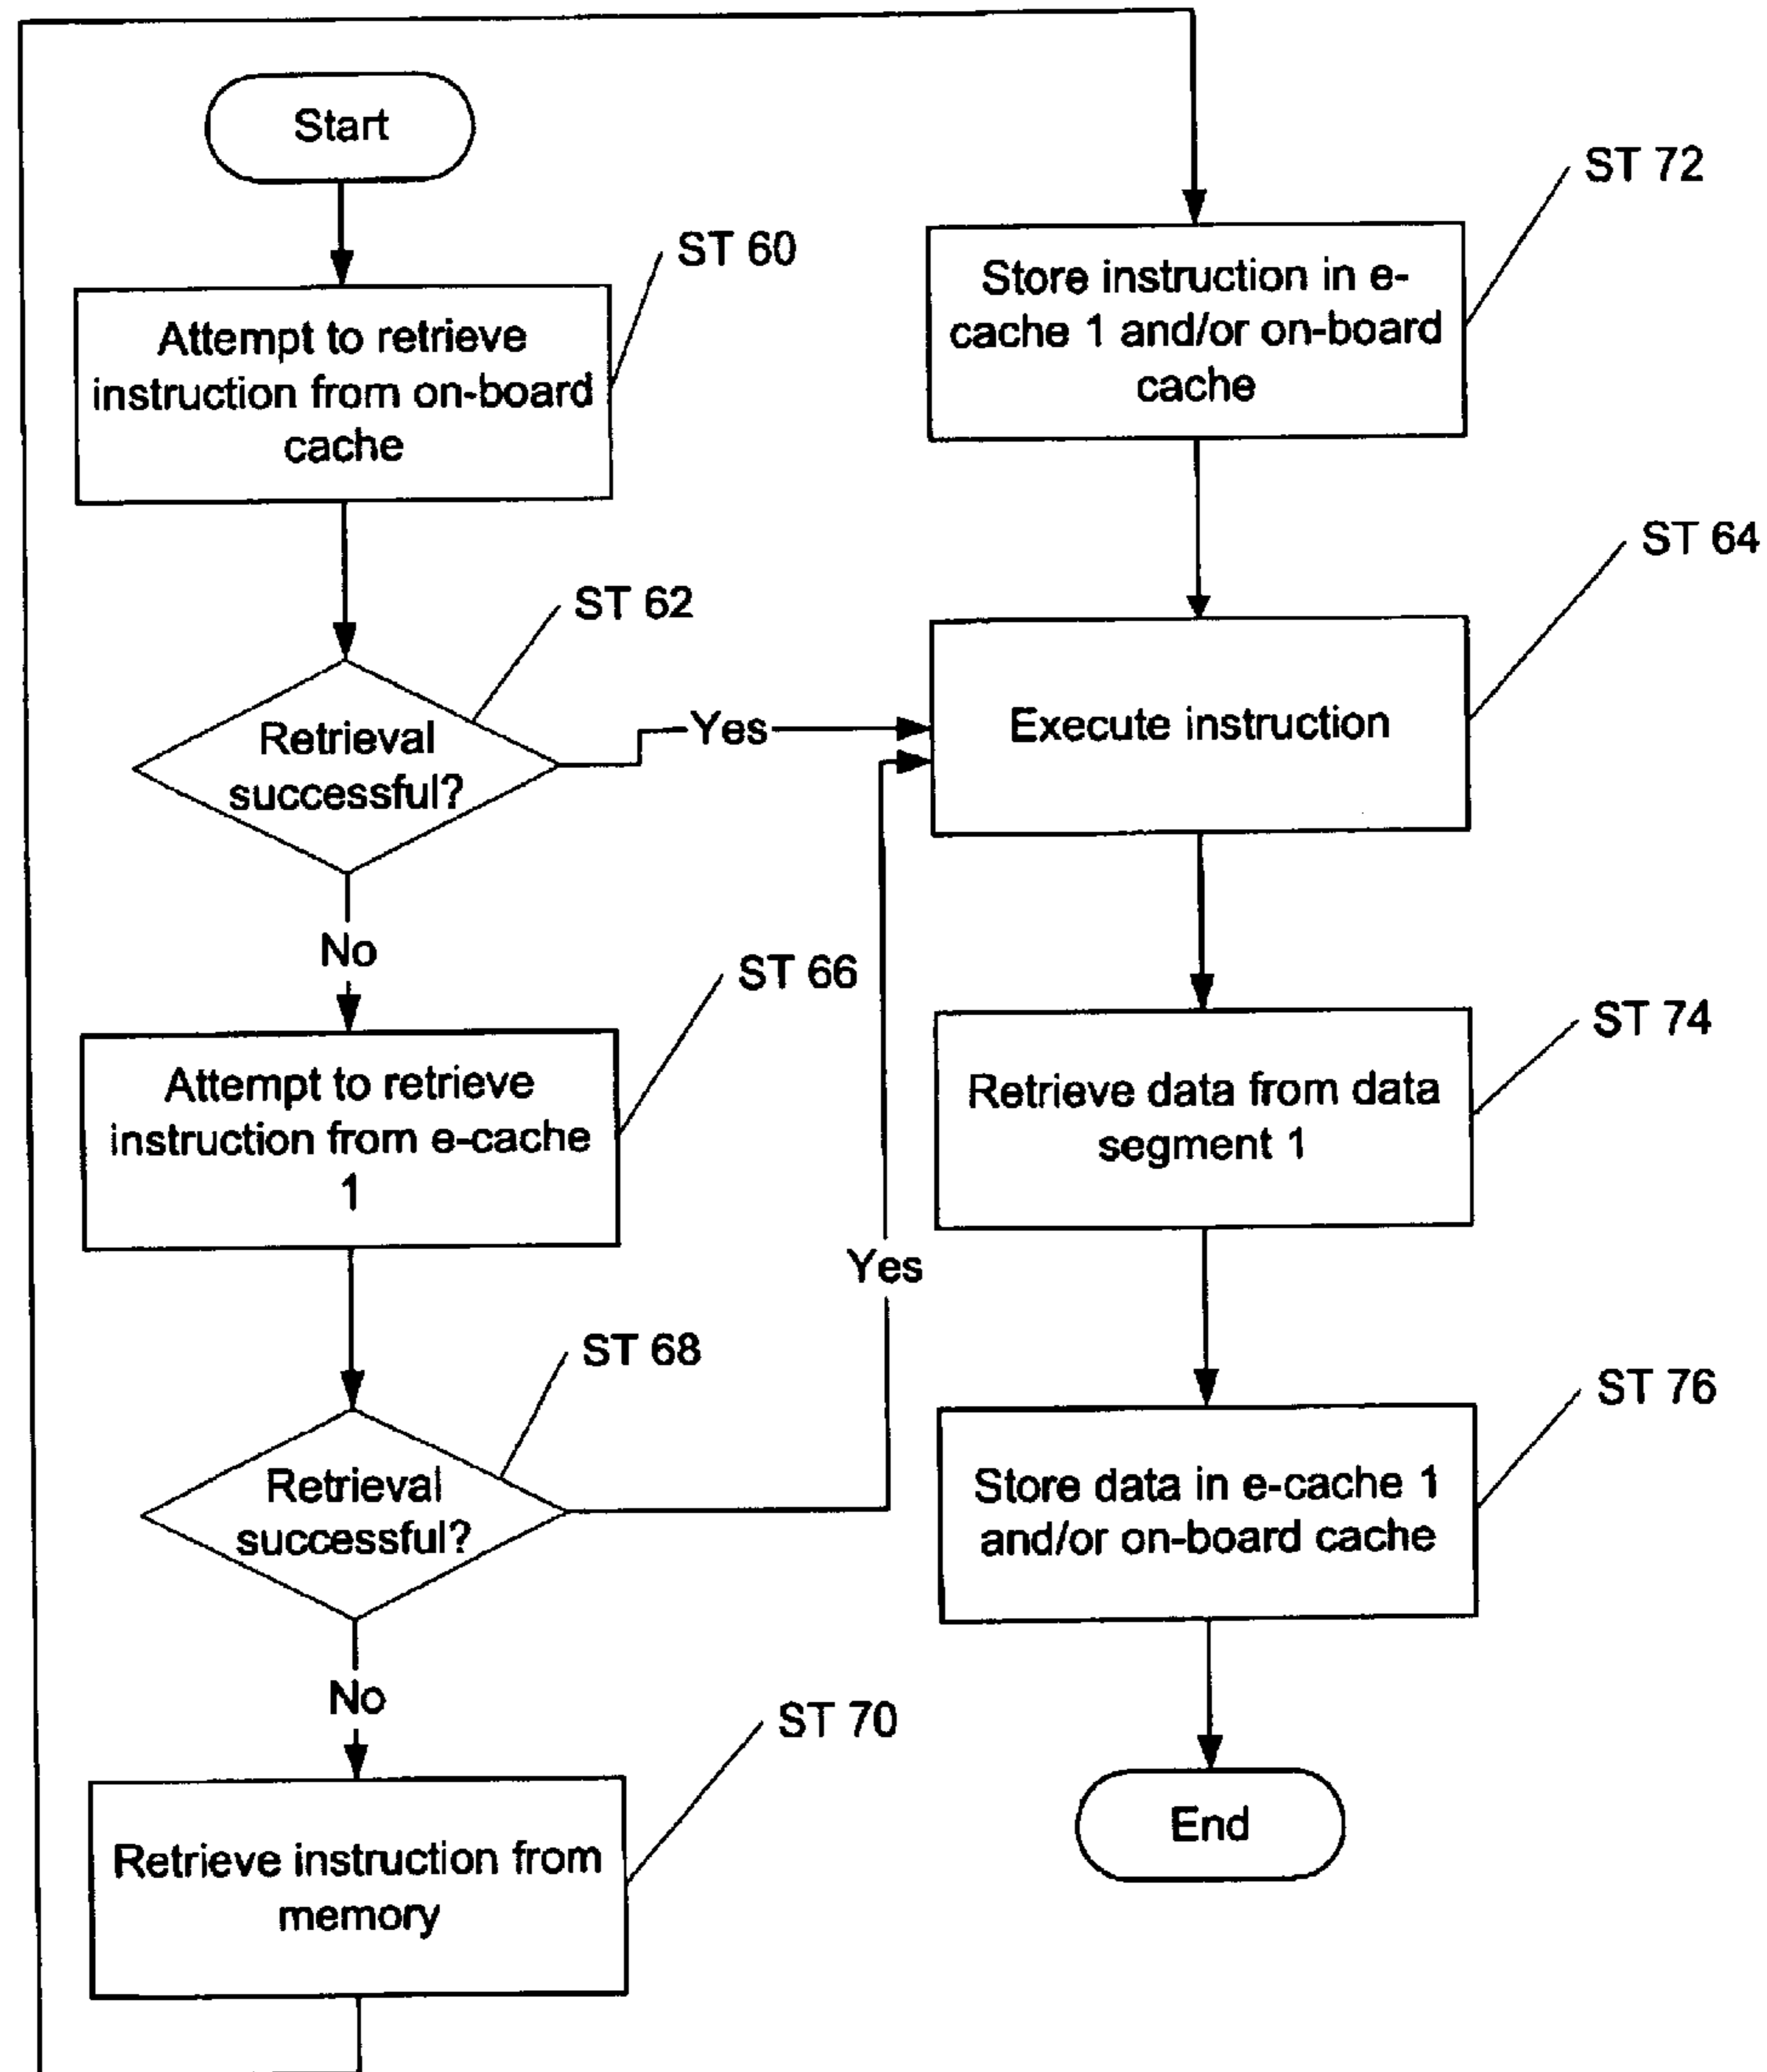 Start
ST 60
Attempt to retrieve
instruction from on-board
cache
ST 62
Retrieval
successful?
Yes
No
ST 66
Attempt to retrieve
instruction from e-cache
1
Yes
ST 68
Retrieval
successful?
No
ST 70
Retrieve instruction from
memory
ST 72
Store instruction in e-
cache 1 and/or on-board
cache
ST 64
Execute instruction
ST 74
Retrieve data from data
segment 1
ST 76
Store data in e-cache 1
and/or on-board cache
End